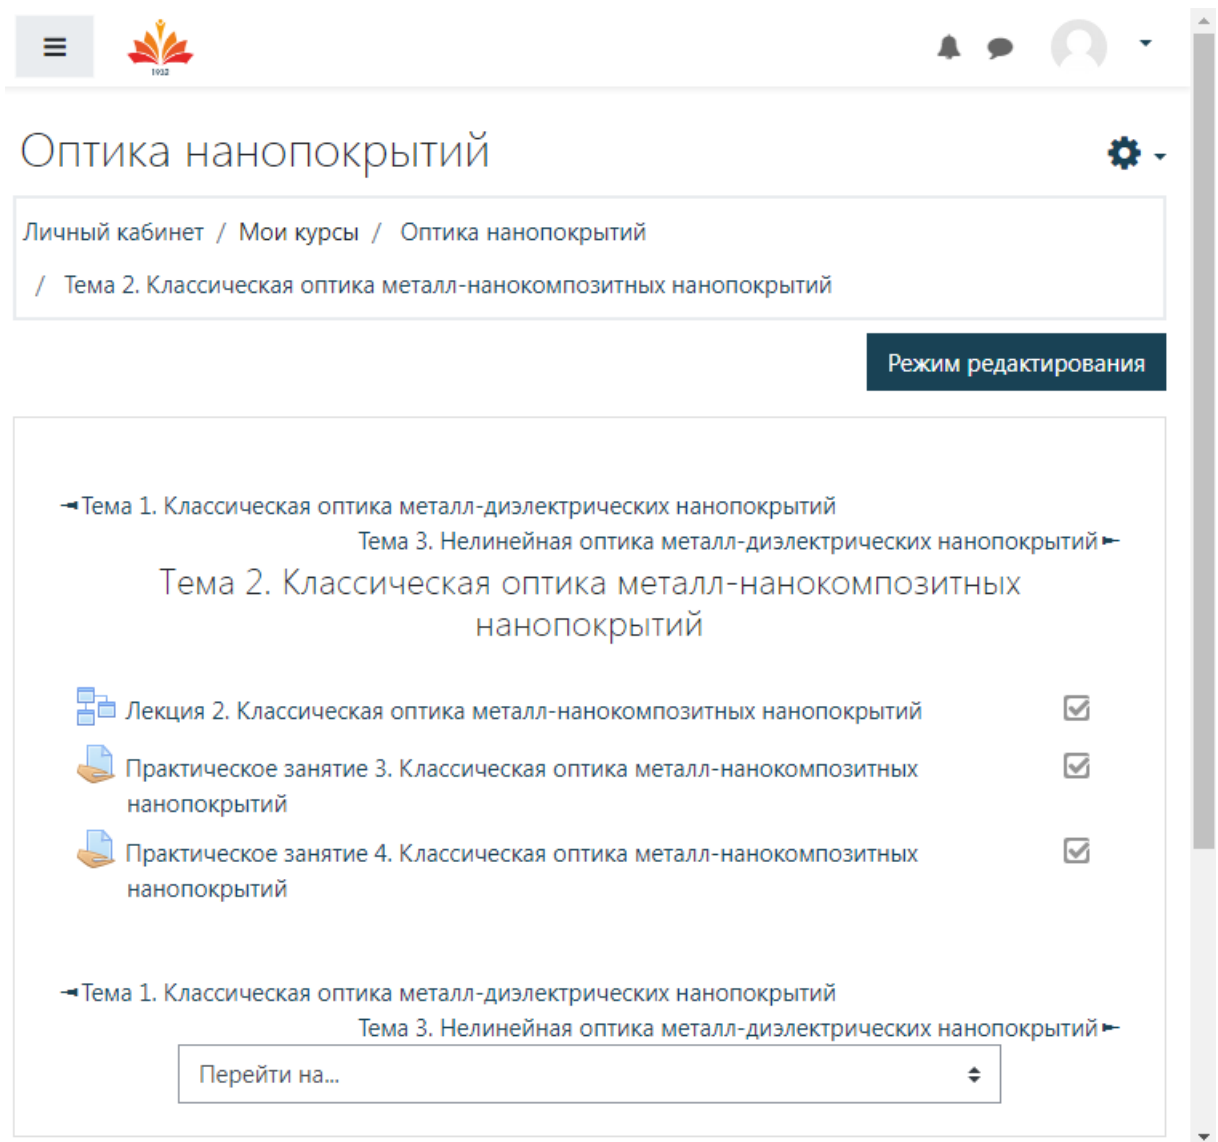 1932
Оптика нанопокрытий
Личный кабинет / Мои курсы / Оптика нанопокрытий
/ Тема 2. Классическая оптика металл-нанокомпозитных нанопокрытий
Режим редактирования
Тема 1. Классическая оптика металл-диэлектрических нанопокрытий
Тема 3. Нелинейная оптика металл-диэлектрических нанопокрытий
Тема 2. Классическая оптика металл-нанокомпозитных
нанопокрытий
Лекция 2. Классическая оптика металл-нанокомпозитных нанопокрытий
Практическое занятие 3. Классическая оптика металл-нанокомпозитных
нанопокрытий
Практическое занятие 4. Классическая оптика металл-нанокомпозитных
нанопокрытий
Тема 1. Классическая оптика металл-диэлектрических нанопокрытий
Тема 3. Нелинейная оптика металл-диэлектрических нанопокрытий
Перейти на...